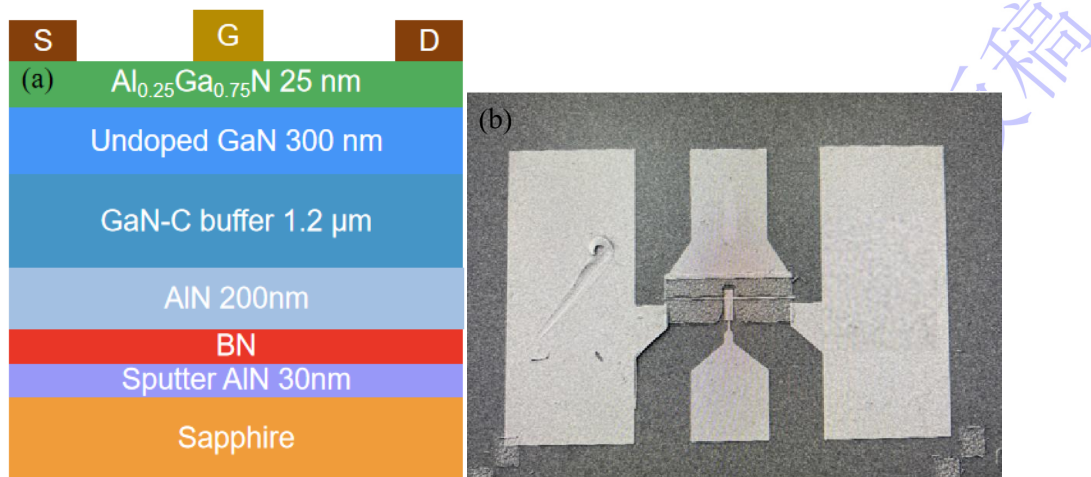 S G D
(a) Al0.25Ga0.75N 25 nm
Undoped GaN 300 nm
GaN-C buffer 1.2 μm
AlN 200nm
BN
Sputter AlN 30nm
Sapphire
(b)
稿